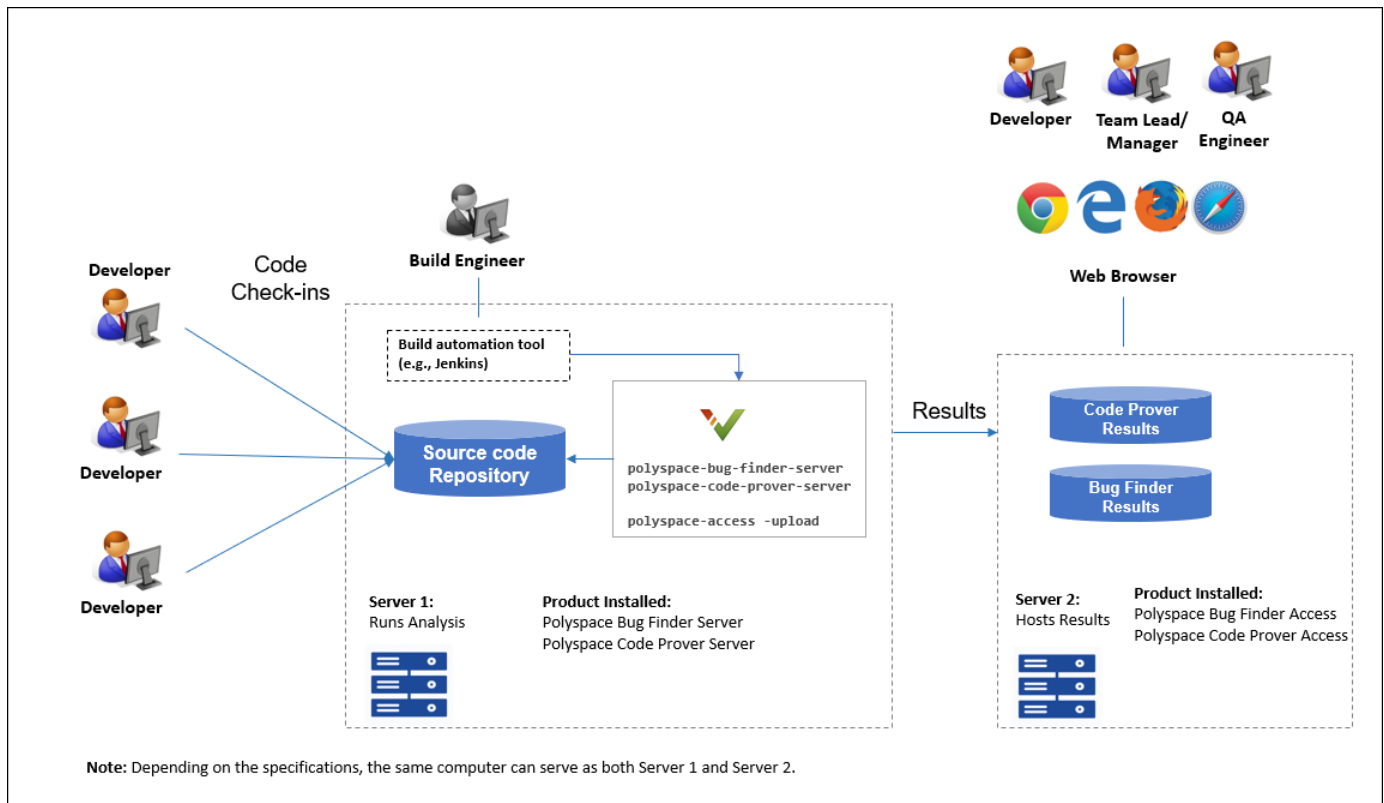 Developer
Team Lead/
Manager
QA
Engineer
Build Engineer
Web Browser
Developer
Code
Check-ins
Developer
Developer
Build automation tool
(e.g., Jenkins)
Source code
Repository
polyspace-bug-finder-server
polyspace-code-prover-server
polyspace-access -upload
Results
Code Prover
Results
Bug Finder
Results
Server 1:
Runs Analysis
Product Installed:
Polyspace Bug Finder Server
Polyspace Code Prover Server
Server 2:
Hosts Results
Product Installed:
Polyspace Bug Finder Access
Polyspace Code Prover Access
Note: Depending on the specifications, the same computer can serve as both Server 1 and Server 2.